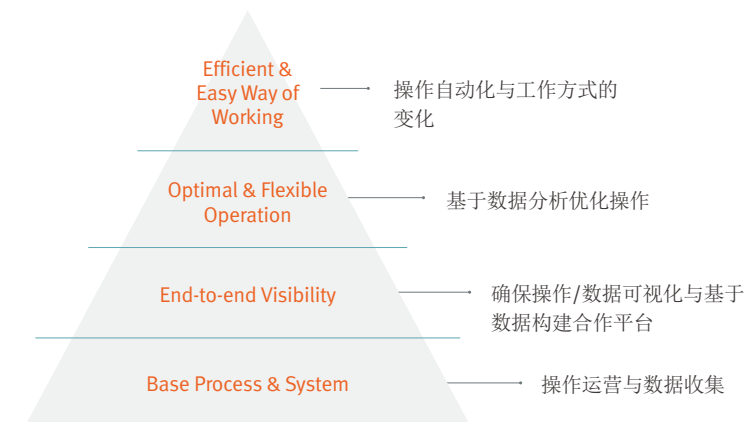 Efficient &
Easy Way of
Working
操作自动化与工作方式的
变化
Optimal & Flexible
Operation
基于数据分析优化操作
End-to-end Visibility
确保操作/数据可视化与基于
数据构建合作平台
Base Process & System
操作运营与数据收集